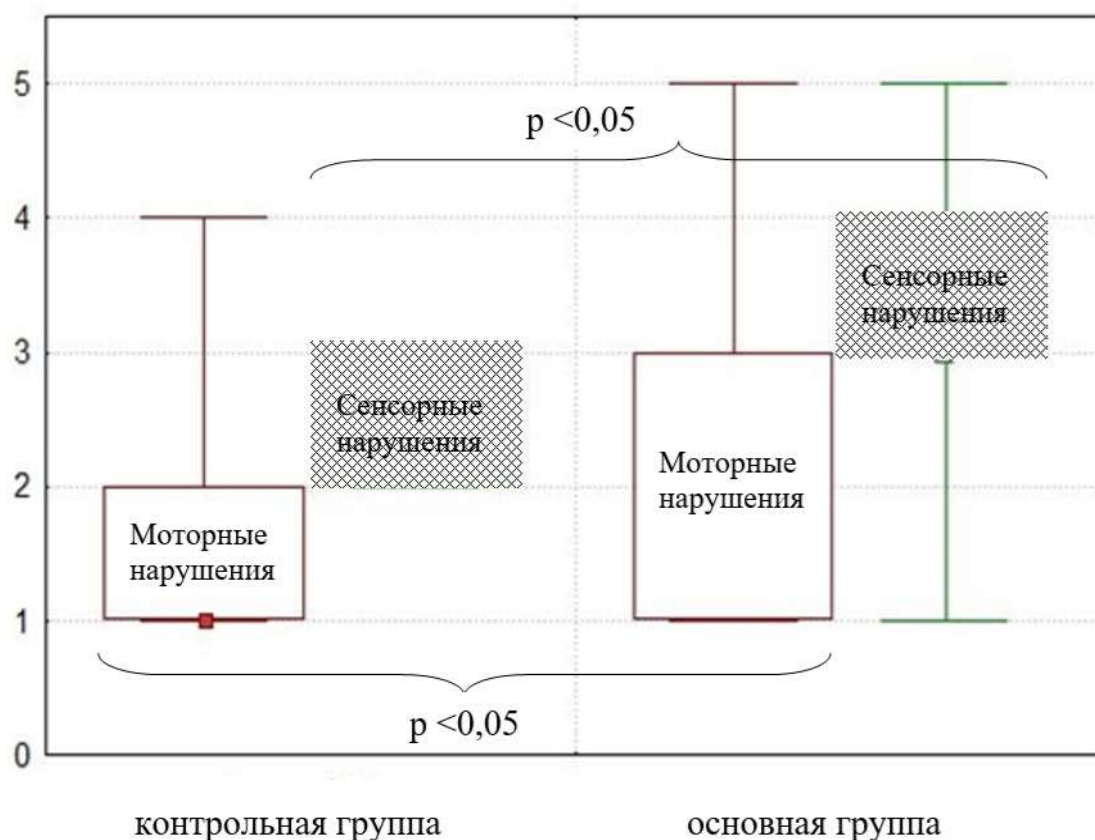 5
p <0,05
4
Сенсорные
нарушения
3
Сенсорные
нарушения
Моторные
нарушения
2
Моторные
нарушения
1
p <0,05
0
контрольная группа
основная группа